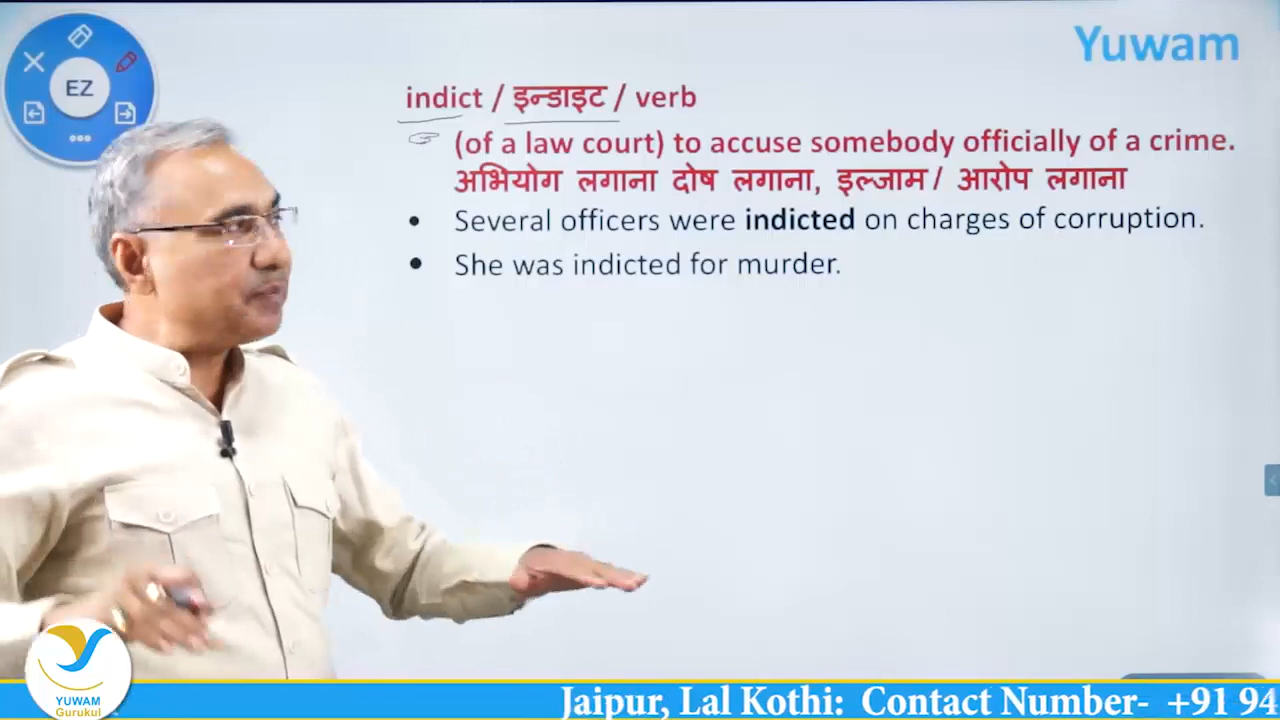 Yuwam
EZ
indict / इन्डाइट / verb
(of a law court) to accuse somebody officially of a crime.
अभियोग लगाना दोष लगाना, इल्जाम / आरोप लगाना
• Several officers were indicted on charges of corruption.
• She was indicted for murder.
YUWAM
Gurukul
Jaipur, Lal Kothi: Contact Number- +91 94